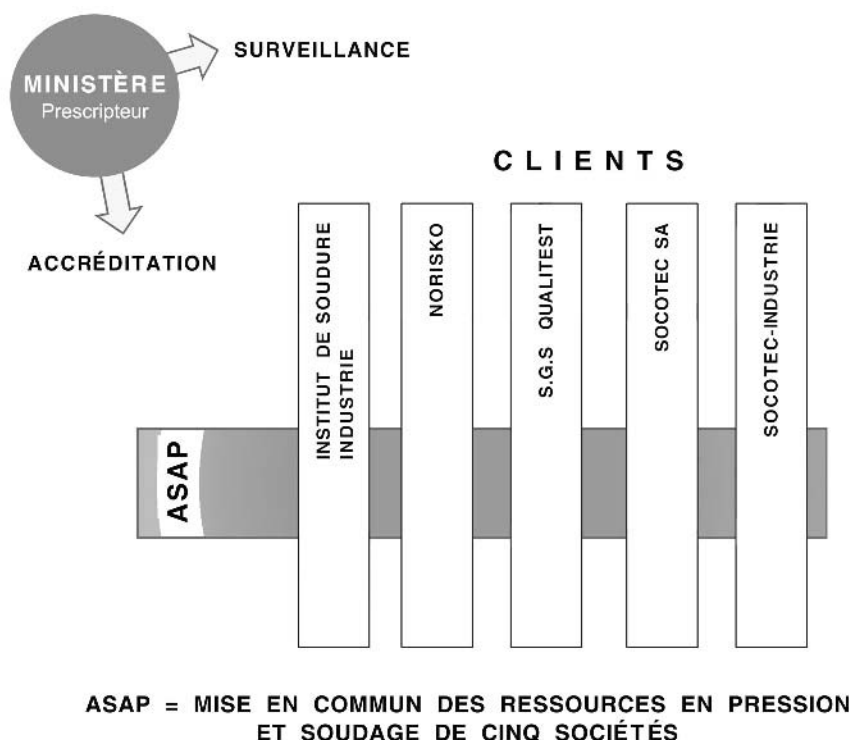 SURVEILLANCE
MINISTÈRE
Prescripteur
CLIENTS
ACCRÉDITATION
INSTITUT DE SOUDURE
INDUSTRIE
NORISKO
S.G.S QUALITEST
SOCOTEC SA
SOCOTEC-INDUSTRIE
ASAP
ASAP = MISE EN COMMUN DES RESSOURCES EN PRESSION
ET SOUDAGE DE CINQ SOCIÉTÉS